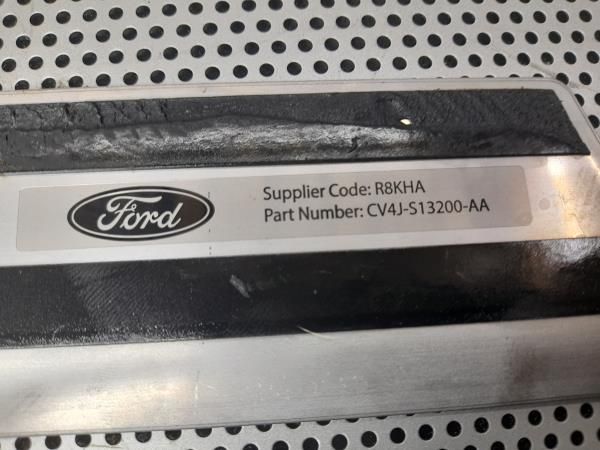 Ford
Supplier Code: R8KHA
Part Number: CV4J-S13200-AA